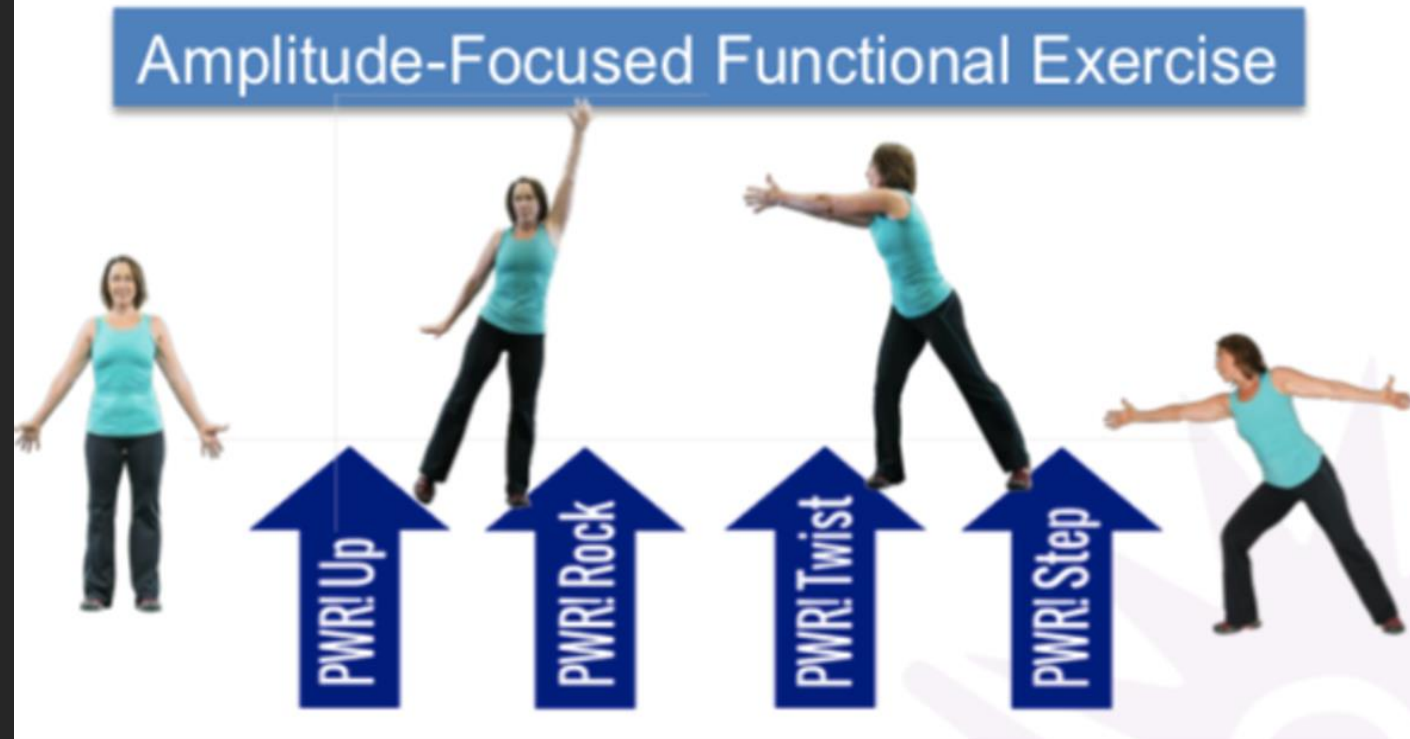 Amplitude-Focused Functional Exercise
PWR! Up
PWR! Rock
PWR! Twist
PWR! Step